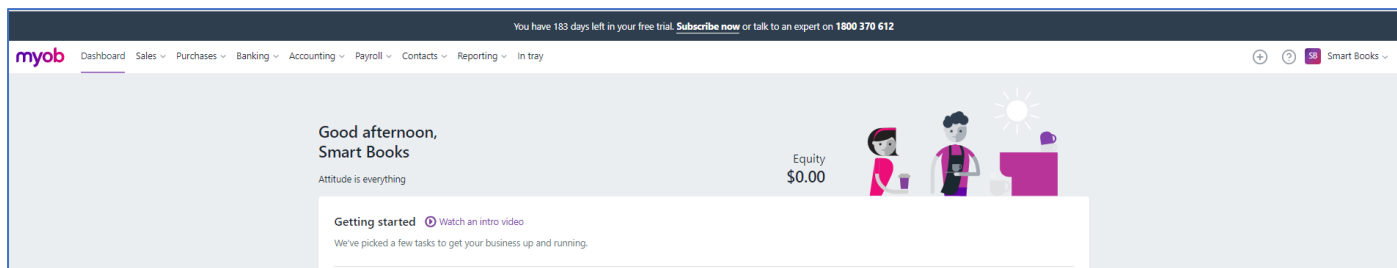 You have 183 days left in your free trial. Subscribe now or talk to an expert on 1800 370 612
myob Dashboard Sales Purchases Banking Accounting Payroll Contacts Reporting In tray SB Smart Books
Good afternoon,
Smart Books
Attitude is everything
Equity
$0.00
Getting started Watch an intro video
We've picked a few tasks to get your business up and running.